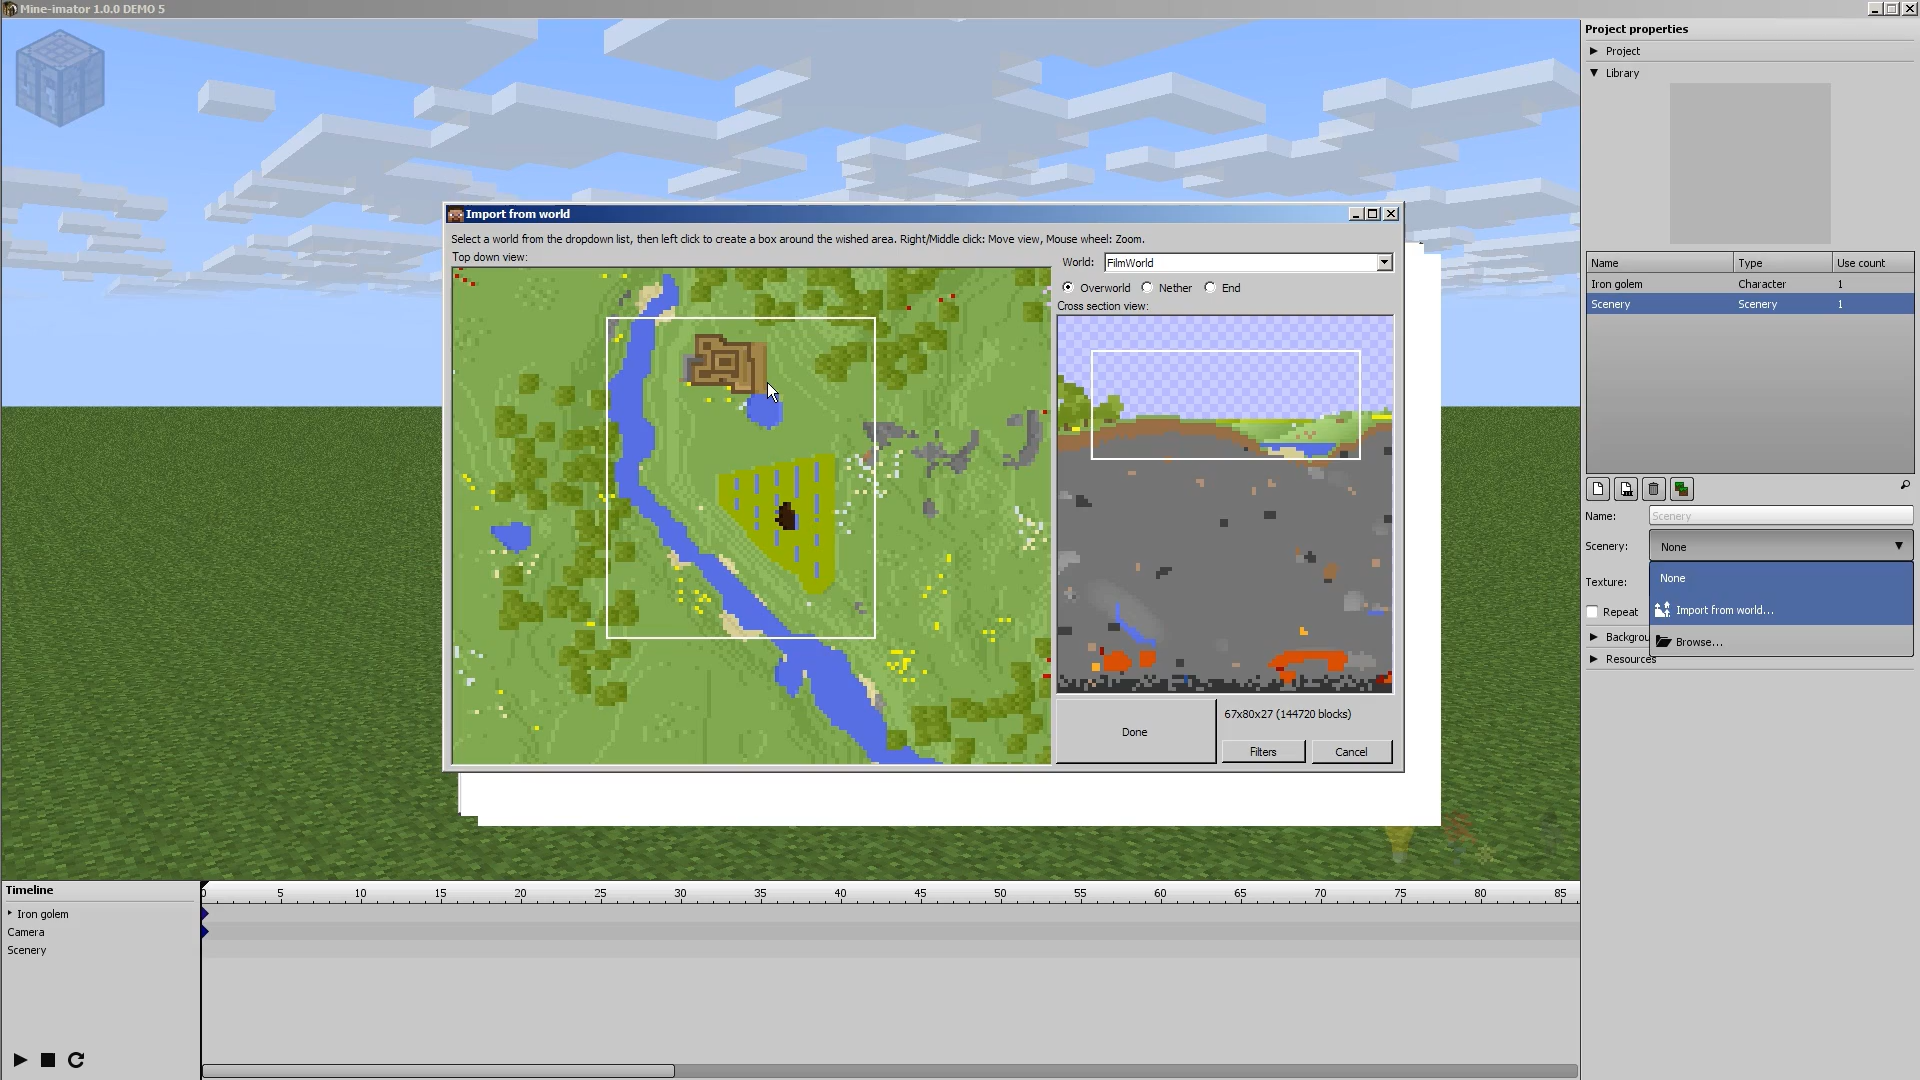 Mine-imator 1.0.0 DEMO 5
Project properties
Project
Library
Name Type Use count
Iron golem Character 1
Scenery Scenery 1
Name: Scenery
Scenery: None
None
Texture:
Import from world...
Repeat
Backgrou
Browse...
Resources
Import from world
Select a world from the dropdown list, then left click to create a box around the wished area. Right/Middle click: Move view, Mouse wheel: Zoom.
Top down view:
World: FilmWorld
Overworld Nether End
Cross section view:
67x80x27 (144720 blocks)
Done
Filters Cancel
Timeline
0 5 10 15 20 25 30 35 40 45 50 55 60 65 70 75 80 85
Iron golem
Camera
Scenery